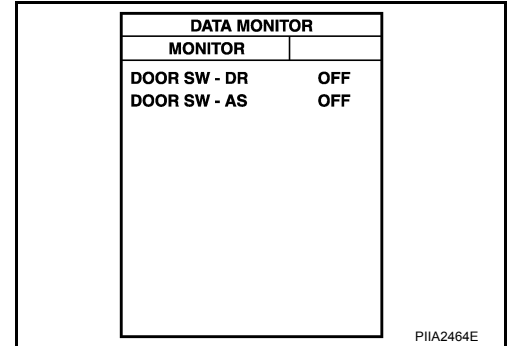 DATA MONITOR
MONITOR
DOOR SW - DR OFF
DOOR SW - AS OFF
PIIA2464E